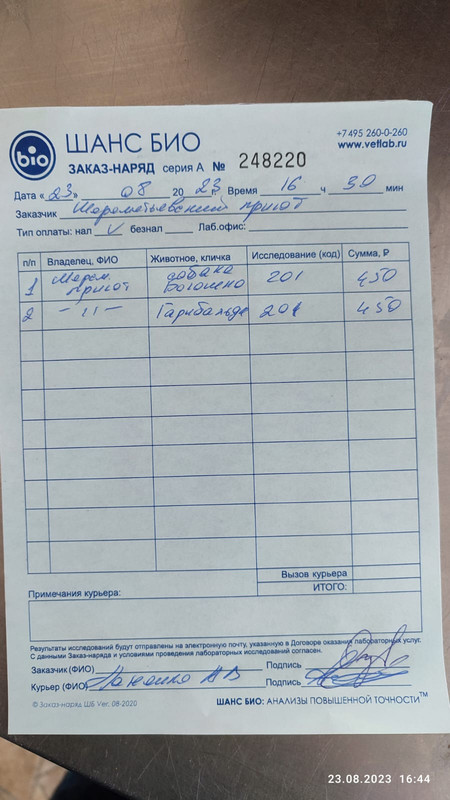 bio
ШАНС БИО
+7 495 260-0-260
www.vetlab.ru
ЗАКАЗ-НАРЯД серия А № 248220
Дата «23» 08 2023 г. Время 16 ч 30 мин
Заказчик Шереметьевский приют
Тип оплаты: нал V безнал Лаб.офис:
п/п Владелец, ФИО Животное, кличка Исследование (код) Сумма, ₽
1 Шерем. приют собака 201 450
2 -11- Гарибальди 201 450
Вызов курьера
ИТОГО:
Примечания курьера:
Результаты исследований будут отправлены на электронную почту, указанную в Договоре оказания лабораторных услуг.
С данными Заказ-наряда и условиями проведения лабораторных исследований согласен.
Заказчик (ФИО) Подпись
Курьер (ФИО) Подпись
© Заказ-наряд ШБ Ver. 08-2020
ШАНС БИО: АНАЛИЗЫ ПОВЫШЕННОЙ ТОЧНОСТИ™
23.08.2023 16:44